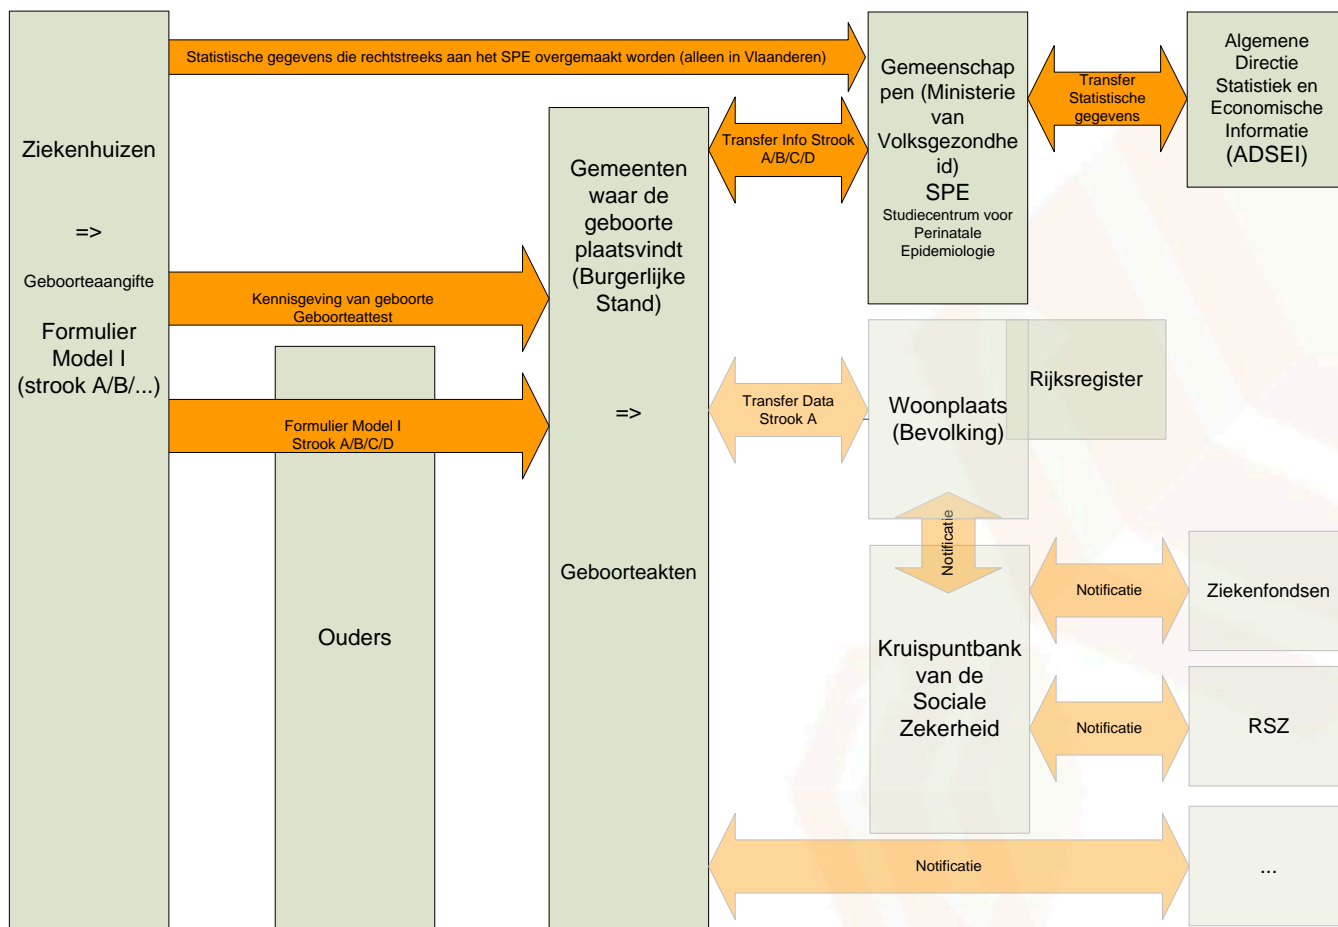 Ziekenhuizen
=>
Geboorteaangifte
Formulier
Model I
(strook A/B/...)
Statistische gegevens die rechtstreeks aan het SPE overgemaakt worden (alleen in Vlaanderen)
Kennisgeving van geboorte
Geboorteattest
Formulier Model I
Strook A/B/C/D
Ouders
Gemeenten
waar de
geboorte
plaatsvindt
(Burgerlijke
Stand)
=>
Geboorteakten
Transfer Info Strook
A/B/C/D
Gemeenschap
pen (Ministerie
van
Volksgezondhe
id)
SPE
Studiecentrum voor
Perinatale
Epidemiologie
Transfer
Statistische
gegevens
Algemene
Directie
Statistiek en
Economische
Informatie
(ADSEI)
Transfer Data
Strook A
Woonplaats
(Bevolking)
Rijksregister
Notificatie
Kruispuntbank
van de
Sociale
Zekerheid
Notificatie
Ziekenfondsen
Notificatie
RSZ
Notificatie
...